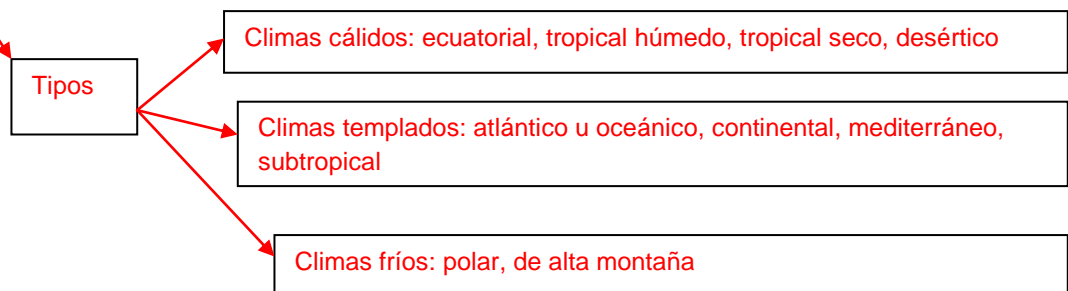 Climas cálidos: ecuatorial, tropical húmedo, tropical seco, desértico
Tipos
Climas templados: atlántico u oceánico, continental, mediterráneo,
subtropical
Climas fríos: polar, de alta montaña